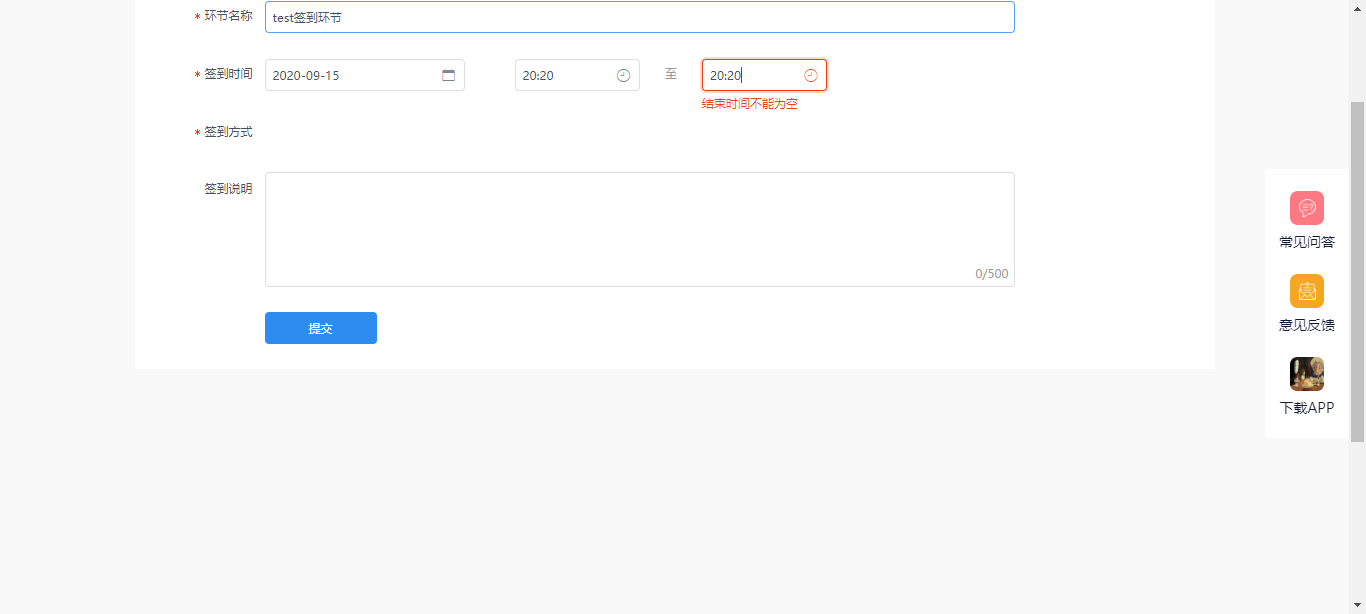 * 环节名称 test签到环节
* 签到时间 2020-09-15 20:20 至 20:20
结束时间不能为空
* 签到方式
签到说明
0/500
提交
常见问答
意见反馈
下载APP